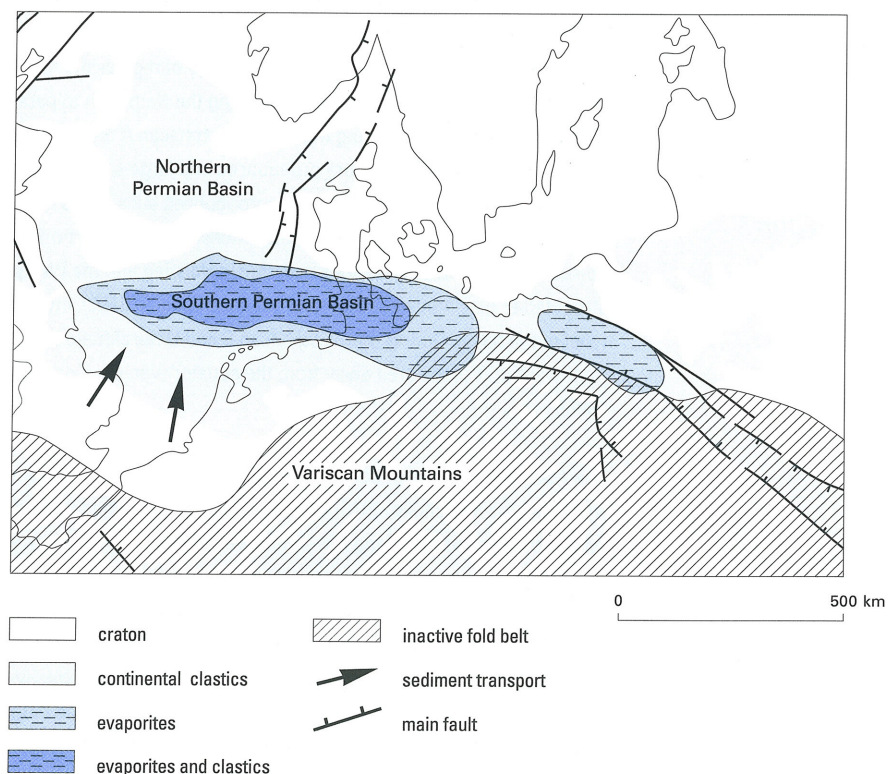 Northern
Permian Basin
Southern Permian Basin
Variscan Mountains
0 500 km
craton
inactive fold belt
continental clastics
sediment transport
evaporites
main fault
evaporites and clastics